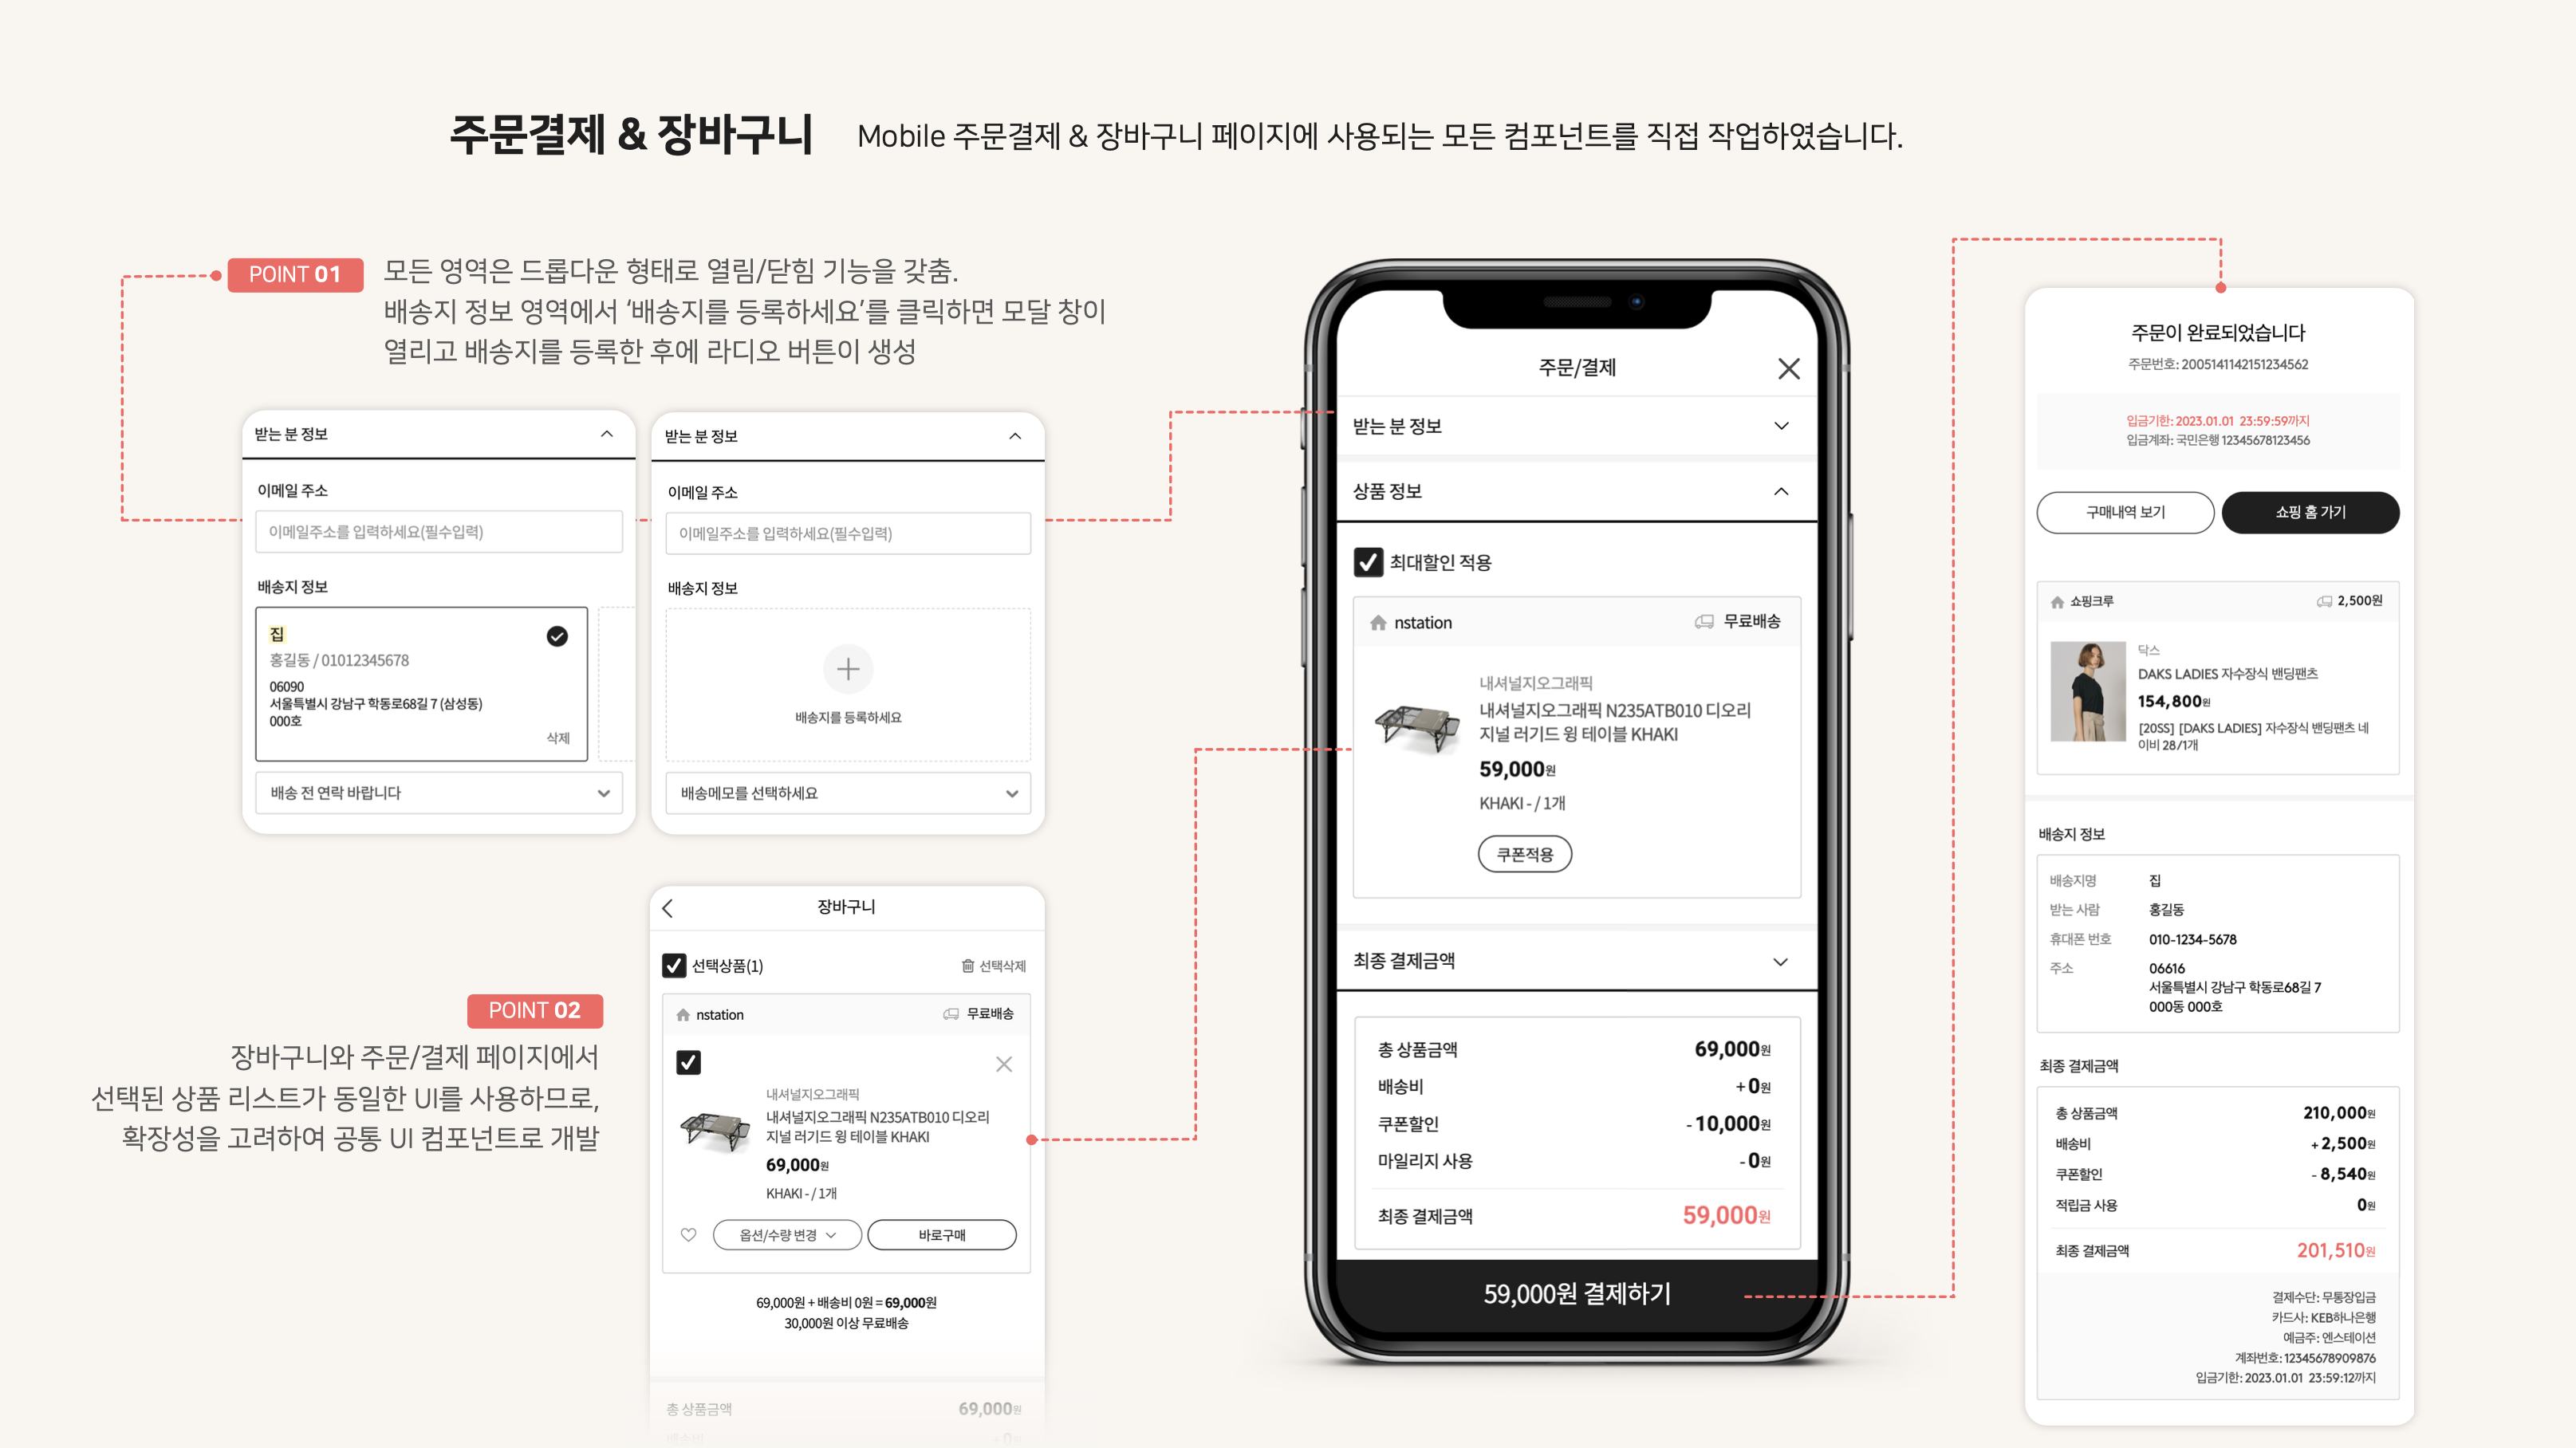 주문결제 & 장바구니
Mobile 주문결제 & 장바구니 페이지에 사용되는 모든 컴포넌트를 직접 작업하였습니다.
POINT 01
모든 영역은 드롭다운 형태로 열림/닫힘 기능을 갖춤.
배송지 정보 영역에서 ‘배송지를 등록하세요’를 클릭하면 모달 창이
열리고 배송지를 등록한 후에 라디오 버튼이 생성
받는 분 정보
이메일 주소
이메일주소를 입력하세요(필수입력)
배송지 정보
집
홍길동 / 01012345678
06090
서울특별시 강남구 학동로68길 7 (삼성동)
000호
삭제
배송 전 연락 바랍니다
받는 분 정보
이메일 주소
이메일주소를 입력하세요(필수입력)
배송지 정보
배송지를 등록하세요
배송메모를 선택하세요
POINT 02
장바구니와 주문/결제 페이지에서
선택된 상품 리스트가 동일한 UI를 사용하므로,
확장성을 고려하여 공통 UI 컴포넌트로 개발
장바구니
선택상품(1)
선택삭제
nstation
무료배송
내셔널지오그래픽
내셔널지오그래픽 N235ATB010 디오리
지널 러기드 윙 테이블 KHAKI
69,000원
KHAKI - / 1개
옵션/수량 변경
바로구매
69,000원 + 배송비 0원 = 69,000원
30,000원 이상 무료배송
총 상품금액
69,000원
배송비
+ 0원
주문/결제
받는 분 정보
상품 정보
최대할인 적용
nstation
무료배송
내셔널지오그래픽
내셔널지오그래픽 N235ATB010 디오리
지널 러기드 윙 테이블 KHAKI
59,000원
KHAKI - / 1개
쿠폰적용
최종 결제금액
총 상품금액
69,000원
배송비
+ 0원
쿠폰할인
- 10,000원
마일리지 사용
- 0원
최종 결제금액
59,000원
59,000원 결제하기
주문이 완료되었습니다
주문번호: 2005141142151234562
입금기한: 2023.01.01 23:59:59까지
입금계좌: 국민은행 12345678123456
구매내역 보기
쇼핑 홈 가기
쇼핑크루
2,500원
닥스
DAKS LADIES 자수장식 밴딩팬츠
154,800원
[20SS] [DAKS LADIES] 자수장식 밴딩팬츠 네
이비 28/1개
배송지 정보
배송지명
집
받는 사람
홍길동
휴대폰 번호
010-1234-5678
주소
06616
서울특별시 강남구 학동로68길 7
000동 000호
최종 결제금액
총 상품금액
210,000원
배송비
+ 2,500원
쿠폰할인
- 8,540원
적립금 사용
0원
최종 결제금액
201,510원
결제수단: 무통장입금
카드사: KEB하나은행
예금주: 엔스테이션
계좌번호: 12345678909876
입금기한: 2023.01.01 23:59:12까지